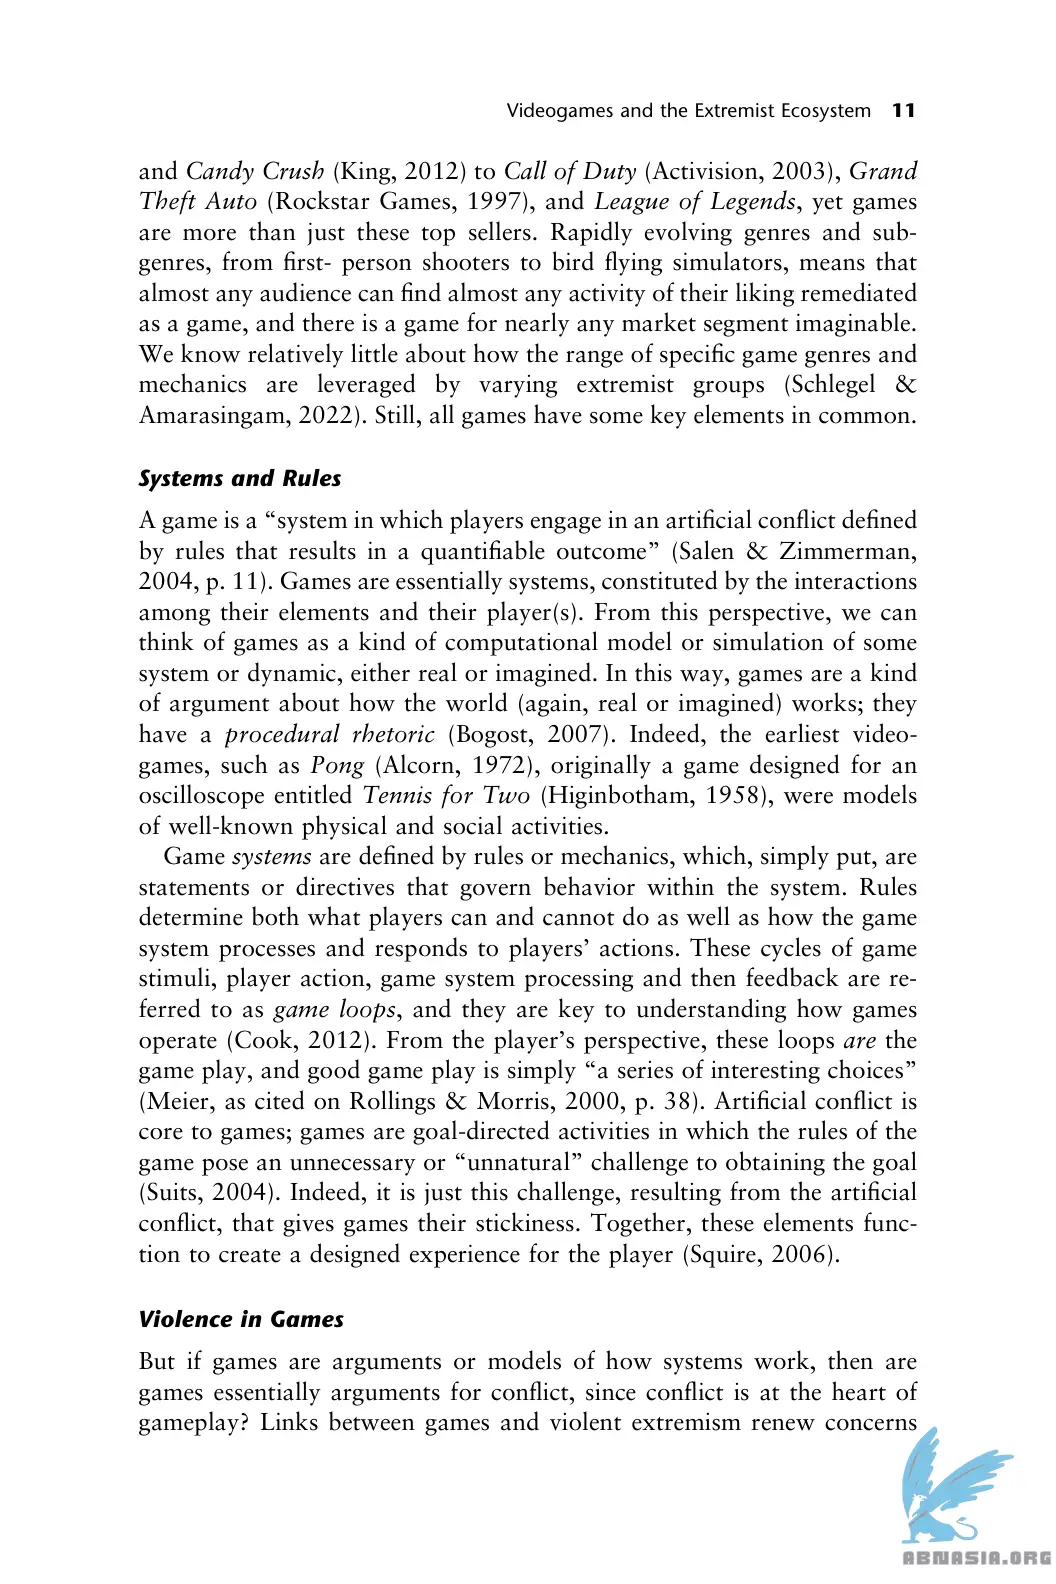 Videogames and the Extremist Ecosystem 11
and Candy Crush (King, 2012) to Call of Duty (Activision, 2003), Grand
Theft Auto (Rockstar Games, 1997), and League of Legends, yet games
are more than just these top sellers. Rapidly evolving genres and sub-
genres, from first- person shooters to bird flying simulators, means that
almost any audience can find almost any activity of their liking remediated
as a game, and there is a game for nearly any market segment imaginable.
We know relatively little about how the range of specific game genres and
mechanics are leveraged by varying extremist groups (Schlegel &
Amarasingam, 2022). Still, all games have some key elements in common.
Systems and Rules
A game is a “system in which players engage in an artificial conflict defined
by rules that results in a quantifiable outcome” (Salen & Zimmerman,
2004, p. 11). Games are essentially systems, constituted by the interactions
among their elements and their player(s). From this perspective, we can
think of games as a kind of computational model or simulation of some
system or dynamic, either real or imagined. In this way, games are a kind
of argument about how the world (again, real or imagined) works; they
have a procedural rhetoric (Bogost, 2007). Indeed, the earliest video-
games, such as Pong (Alcorn, 1972), originally a game designed for an
oscilloscope entitled Tennis for Two (Higinbotham, 1958), were models
of well-known physical and social activities.
Game systems are defined by rules or mechanics, which, simply put, are
statements or directives that govern behavior within the system. Rules
determine both what players can and cannot do as well as how the game
system processes and responds to players’ actions. These cycles of game
stimuli, player action, game system processing and then feedback are re-
ferred to as game loops, and they are key to understanding how games
operate (Cook, 2012). From the player’s perspective, these loops are the
game play, and good game play is simply “a series of interesting choices”
(Meier, as cited on Rollings & Morris, 2000, p. 38). Artificial conflict is
core to games; games are goal-directed activities in which the rules of the
game pose an unnecessary or “unnatural” challenge to obtaining the goal
(Suits, 2004). Indeed, it is just this challenge, resulting from the artificial
conflict, that gives games their stickiness. Together, these elements func-
tion to create a designed experience for the player (Squire, 2006).
Violence in Games
But if games are arguments or models of how systems work, then are
games essentially arguments for conflict, since conflict is at the heart of
gameplay? Links between games and violent extremism renew concerns
ABNASIA.ORG